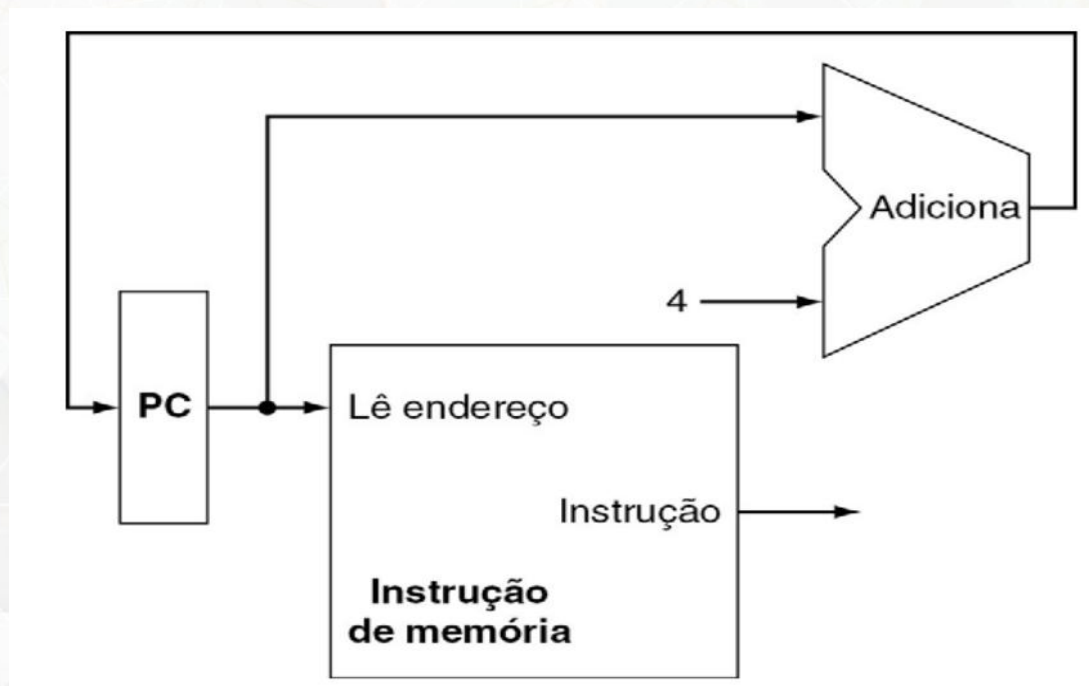 Adiciona
4
PC
Lê endereço
Instrução
Instrução
de memória